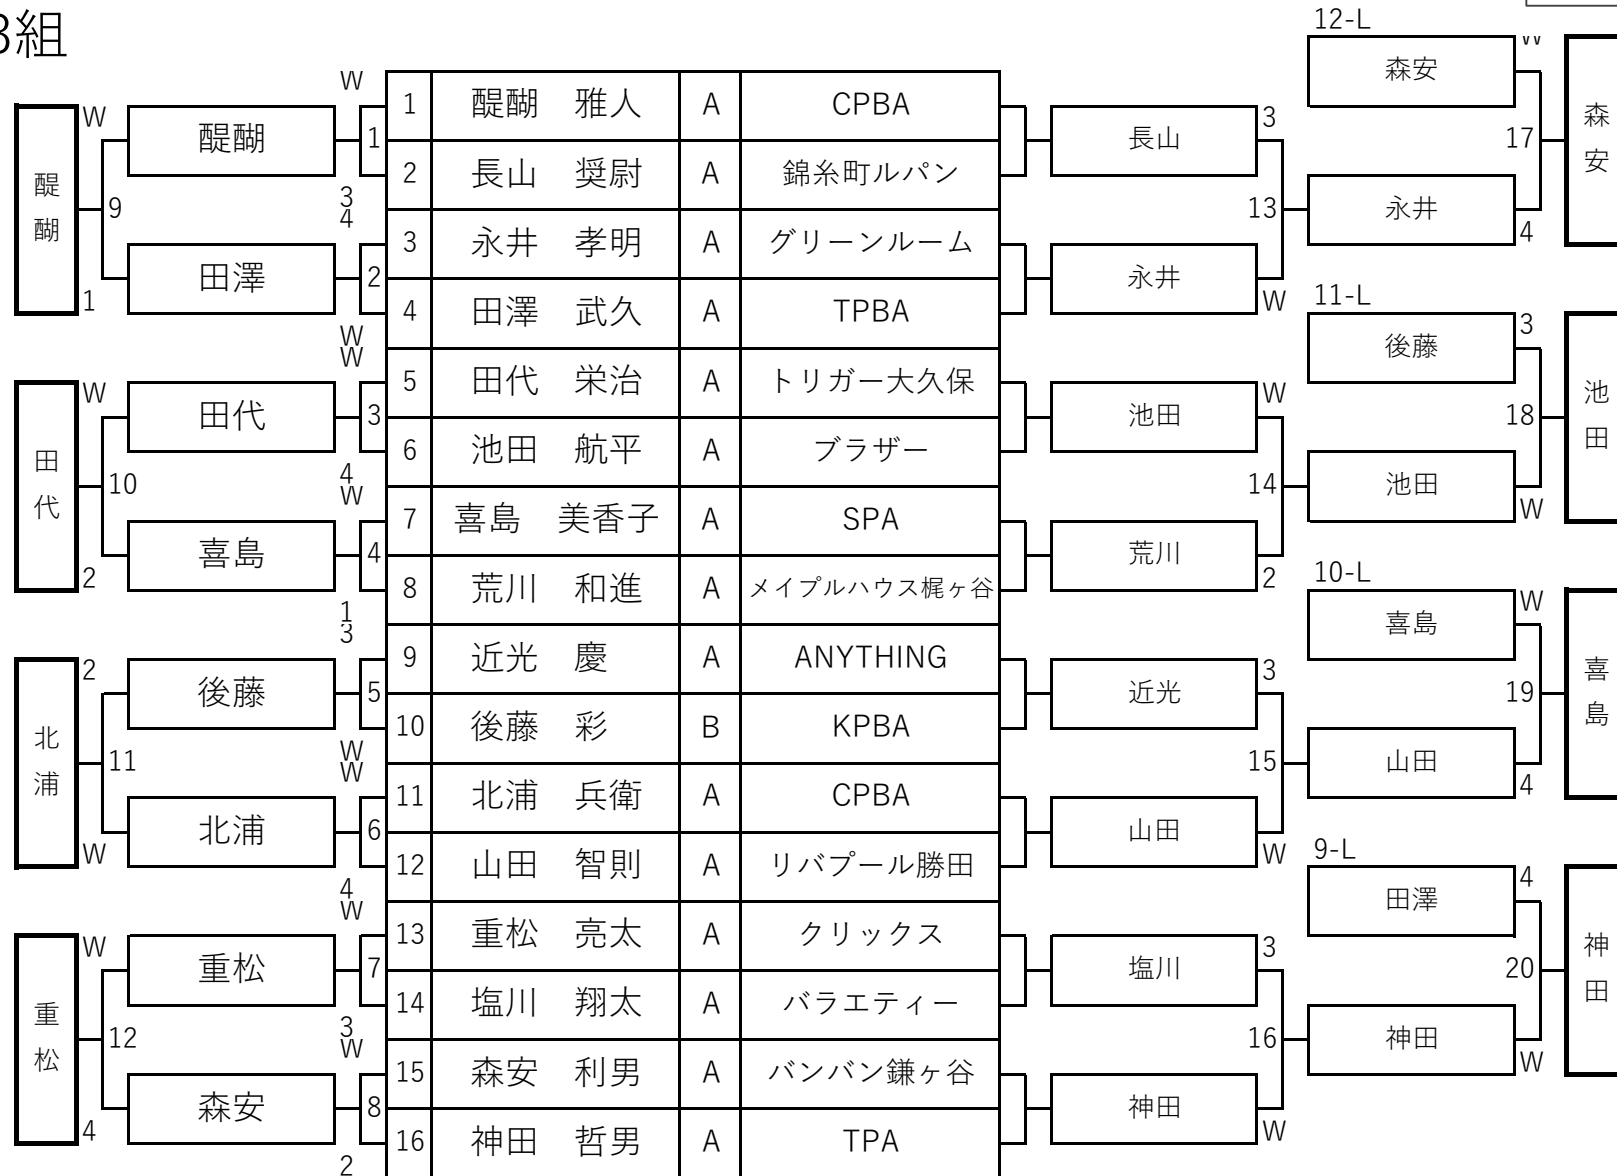 3組
12-L
W 森安 W
1 醍醐 雅人 A CPBA
W 醍醐 1 長山 3 森安
2 長山 奨尉 A 錦糸町ルパン 17
醍醐 9 3 13 永井
4 4
3 永井 孝明 A グリーンルーム
田澤 2 永井
1 4 田澤 武久 A TPBA W 11-L
W 後藤 3
W
5 田代 栄治 A トリガー大久保
W 田代 3 池田 W 池田
6 池田 航平 A ブラザー 18
田代 10 4 14 池田
W W
7 喜島 美香子 A SPA
喜島 4 荒川
2 8 荒川 和進 A メイプルハウス梶ヶ谷 2 10-L
1 喜島 W
3
9 近光 慶 A ANYTHING
2 後藤 5 近光 3 喜島
10 後藤 彩 B KPBA 19
北浦 11 W 15 山田
W 4
11 北浦 兵衛 A CPBA
北浦 6 山田
W 12 山田 智則 A リバプール勝田 W 9-L
4 田澤 4
W
13 重松 亮太 A クリックス
W 重松 7 塩川 3 神田
14 塩川 翔太 A バラエティー 20
重松 12 3 16 神田
W W
15 森安 利男 A バンバン鎌ヶ谷
森安 8 神田
4 16 神田 哲男 A TPA W
2